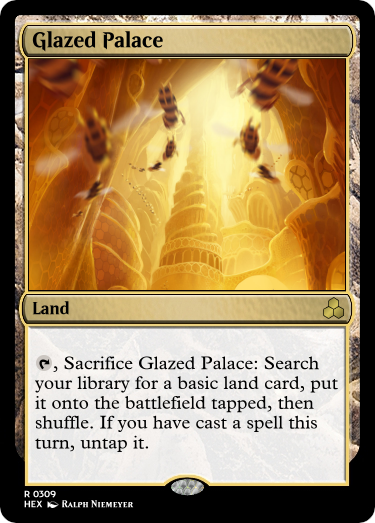 Glazed Palace
Land
, Sacrifice Glazed Palace: Search
your library for a basic land card, put
it onto the battlefield tapped, then
shuffle. If you have cast a spell this
turn, untap it.
R 0309
HEX Ralph Niemeyer